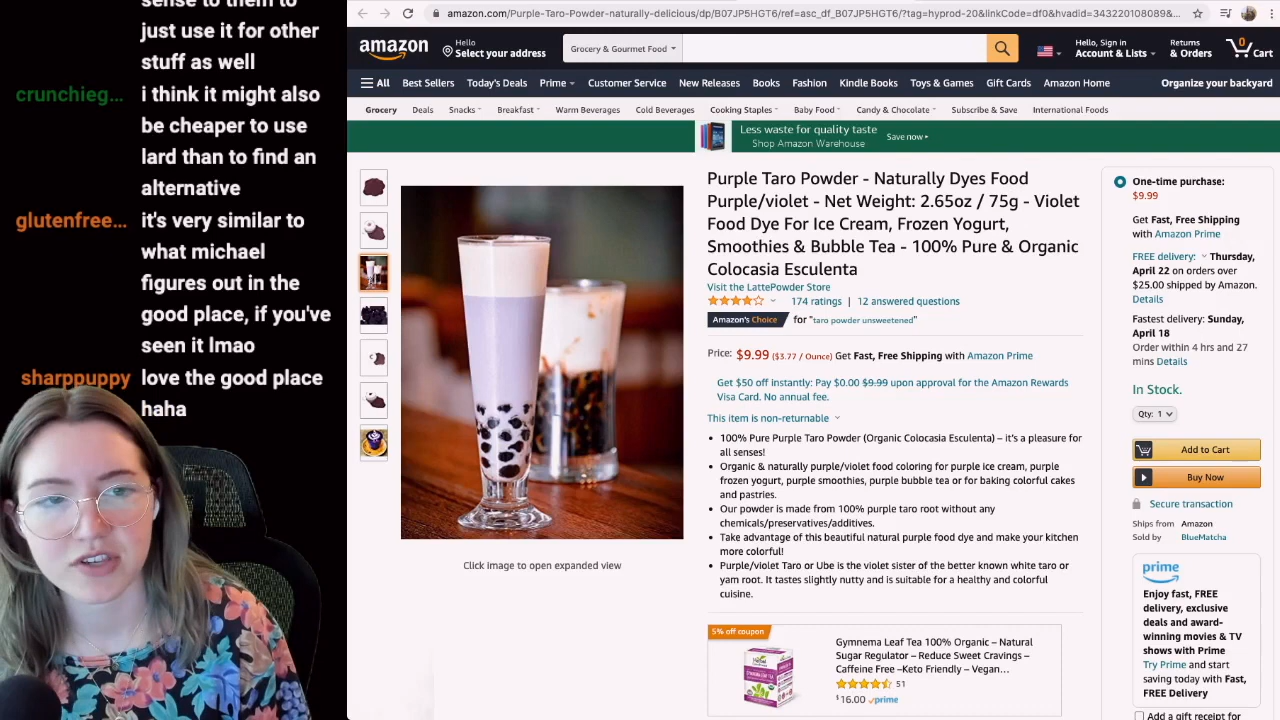 sense to them to
just use it for other
stuff as well
crunchieg... i think it might also
be cheaper to use
lard than to find an
alternative
glutenfree... it's very similar to
what michael
figures out in the
good place, if you've
seen it lmao
sharppuppy love the good place
haha
amazon.com/Purple-Taro-Powder-naturally-delicious/dp/B07JP5HGT6/ref=asc_df_B07JP5HGT6/?tag=hyprod-20&linkCode=df0&hvadid=343220108089&...
amazon
Hello
Select your address
Grocery & Gourmet Food
Hello, Sign in
Account & Lists
Returns
& Orders
0
Cart
All Best Sellers Today's Deals Prime Customer Service New Releases Books Fashion Kindle Books Toys & Games Gift Cards Amazon Home Organize your backyard
Grocery Deals Snacks Breakfast Warm Beverages Cold Beverages Cooking Staples Baby Food Candy & Chocolate Subscribe & Save International Foods
Less waste for quality taste
Shop Amazon Warehouse
Save now
Purple Taro Powder - Naturally Dyes Food
Purple/violet - Net Weight: 2.65oz / 75g - Violet
Food Dye For Ice Cream, Frozen Yogurt,
Smoothies & Bubble Tea - 100% Pure & Organic
Colocasia Esculenta
Visit the LattePowder Store
174 ratings | 12 answered questions
Amazon's Choice for "taro powder unsweetened"
Price: $9.99 ($3.77 / Ounce) Get Fast, Free Shipping with Amazon Prime
Get $50 off instantly: Pay $0.00 $9.99 upon approval for the Amazon Rewards
Visa Card. No annual fee.
This item is non-returnable
• 100% Pure Purple Taro Powder (Organic Colocasia Esculenta) – it's a pleasure for
all senses!
• Organic & naturally purple/violet food coloring for purple ice cream, purple
frozen yogurt, purple smoothies, purple bubble tea or for baking colorful cakes
and pastries.
• Our powder is made from 100% purple taro root without any
chemicals/preservatives/additives.
• Take advantage of this beautiful natural purple food dye and make your kitchen
more colorful!
• Purple/violet Taro or Ube is the violet sister of the better known white taro or
yam root. It tastes slightly nutty and is suitable for a healthy and colorful
cuisine.
Click image to open expanded view
5% off coupon
Gymnema Leaf Tea 100% Organic – Natural
Sugar Regulator – Reduce Sweet Cravings –
Caffeine Free –Keto Friendly – Vegan...
51
$16.00 prime
One-time purchase:
$9.99
Get Fast, Free Shipping
with Amazon Prime
FREE delivery: Thursday,
April 22 on orders over
$25.00 shipped by Amazon.
Details
Fastest delivery: Sunday,
April 18
Order within 4 hrs and 27
mins Details
In Stock.
Qty: 1
Add to Cart
Buy Now
Secure transaction
Ships from Amazon
Sold by BlueMatcha
prime
Enjoy fast, FREE
delivery, exclusive
deals and award-
winning movies & TV
shows with Prime
Try Prime and start
saving today with Fast,
FREE Delivery
Add a gift receipt for